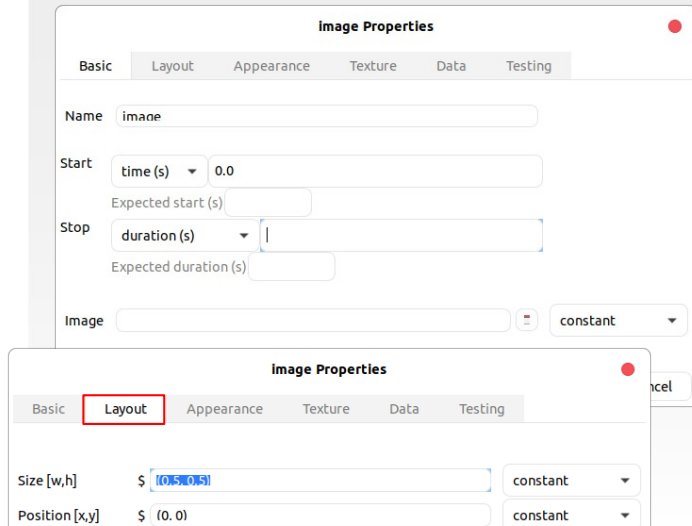 image Properties
Basic Layout Appearance Texture Data Testing
Name image
Start time (s) 0.0
Expected start (s)
Stop duration (s)
Expected duration (s)
Image constant
ncel
image Properties
Basic Layout Appearance Texture Data Testing
Size [w,h] $ (0.5, 0.5) constant
Position [x,y] $ (0, 0) constant